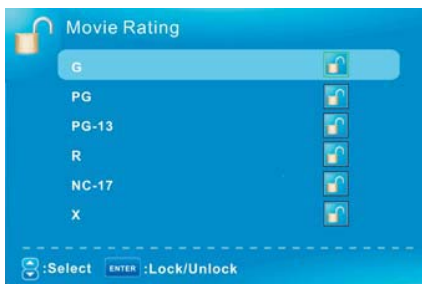 Movie Rating
G
PG
PG-13
R
NC-17
X
:Select ENTER :Lock/Unlock